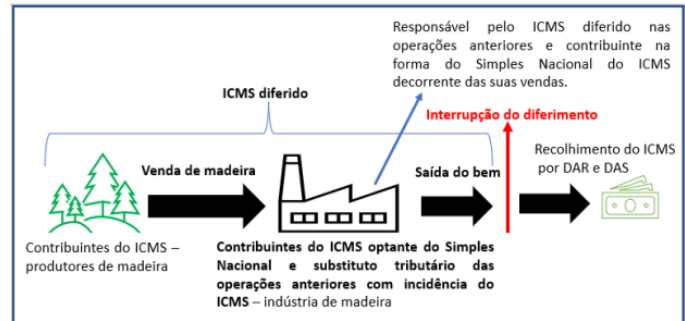 Responsável pelo ICMS diferido nas
operações anteriores e contribuinte na
forma do Simples Nacional do ICMS
decorrente das suas vendas.
ICMS diferido
Interrupção do diferimento
Venda de madeira
Saída do bem
Recolhimento do ICMS
por DAR e DAS
Contribuintes do ICMS –
produtores de madeira
Contribuintes do ICMS optante do Simples
Nacional e substituto tributário das
operações anteriores com incidência do
ICMS – indústria de madeira